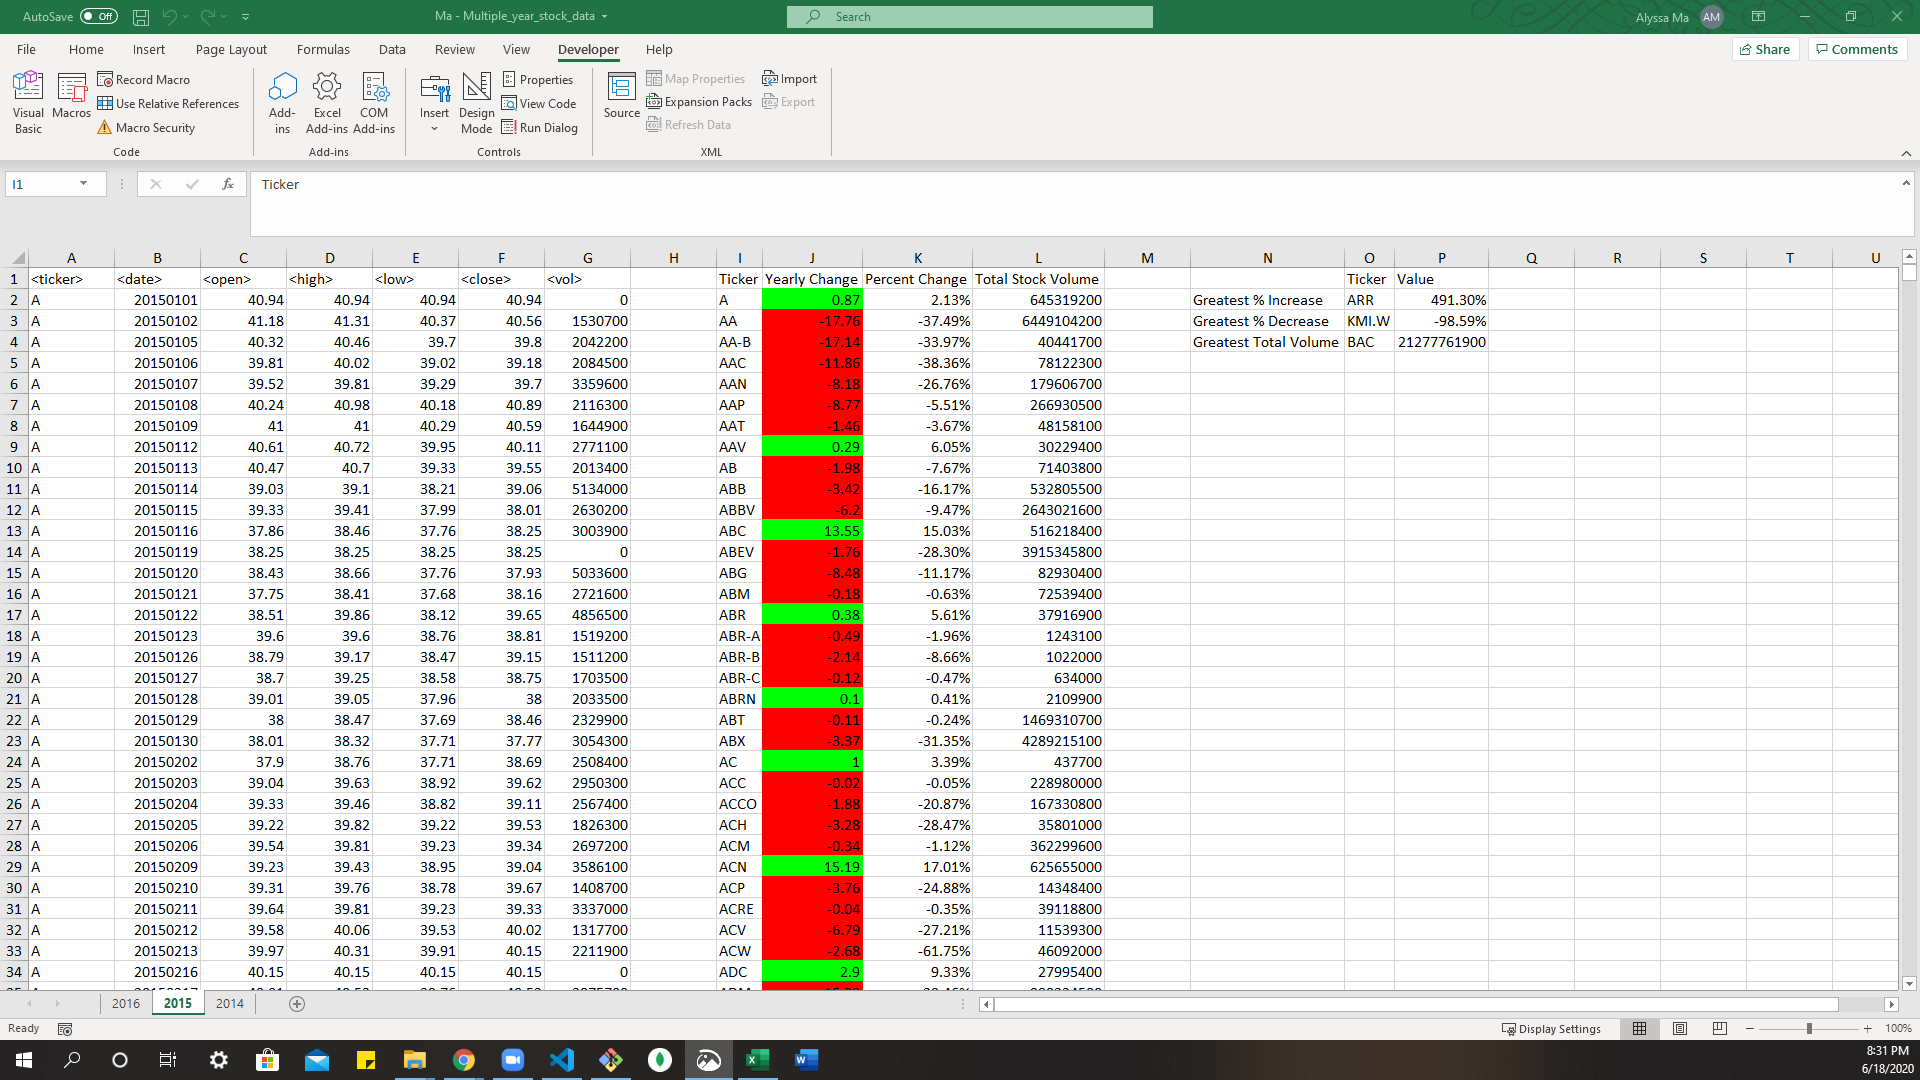 AutoSave Off Ma - Multiple_year_stock_data Search Alyssa Ma AM
File Home Insert Page Layout Formulas Data Review View Developer Help Share Comments
Visual Basic Macros Record Macro Use Relative References Macro Security
Add-ins Excel Add-ins COM Add-ins
Insert Design Mode Properties View Code Run Dialog
Source Map Properties Expansion Packs Refresh Data Import Export
Code Add-ins Controls XML
I1 fx Ticker
A B C D E F G H I J K L M N O P Q R S T U
1 <ticker> <date> <open> <high> <low> <close> <vol> Ticker Yearly Change Percent Change Total Stock Volume Ticker Value
2 A 20150101 40.94 40.94 40.94 40.94 0 A 0.87 2.13% 645319200 Greatest % Increase ARR 491.30%
3 A 20150102 41.18 41.31 40.37 40.56 1530700 AA -17.76 -37.49% 6449104200 Greatest % Decrease KMI.W -98.59%
4 A 20150105 40.32 40.46 39.7 39.8 2042200 AA-B -17.14 -33.97% 40441700 Greatest Total Volume BAC 21277761900
5 A 20150106 39.81 40.02 39.02 39.18 2084500 AAC -11.86 -38.36% 78122300
6 A 20150107 39.52 39.81 39.29 39.7 3359600 AAN -8.18 -26.76% 179606700
7 A 20150108 40.24 40.98 40.18 40.89 2116300 AAP -8.77 -5.51% 266930500
8 A 20150109 41 41 40.29 40.59 1644900 AAT -1.46 -3.67% 48158100
9 A 20150112 40.61 40.72 39.95 40.11 2771100 AAV 0.29 6.05% 30229400
10 A 20150113 40.47 40.7 39.33 39.55 2013400 AB -1.98 -7.67% 71403800
11 A 20150114 39.03 39.1 38.21 39.06 5134000 ABB -3.42 -16.17% 532805500
12 A 20150115 39.33 39.41 37.99 38.01 2630200 ABBV -6.2 -9.47% 2643021600
13 A 20150116 37.86 38.46 37.76 38.25 3003900 ABC 13.55 15.03% 516218400
14 A 20150119 38.25 38.25 38.25 38.25 0 ABEV -1.76 -28.30% 3915345800
15 A 20150120 38.43 38.66 37.76 37.93 5033600 ABG -8.48 -11.17% 82930400
16 A 20150121 37.75 38.41 37.68 38.16 2721600 ABM -0.18 -0.63% 72539400
17 A 20150122 38.51 39.86 38.12 39.65 4856500 ABR 0.38 5.61% 37916900
18 A 20150123 39.6 39.6 38.76 38.81 1519200 ABR-A -0.49 -1.96% 1243100
19 A 20150126 38.79 39.17 38.47 39.15 1511200 ABR-B -2.14 -8.66% 1022000
20 A 20150127 38.7 39.25 38.58 38.75 1703500 ABR-C -0.12 -0.47% 634000
21 A 20150128 39.01 39.05 37.96 38 2033500 ABRN 0.1 0.41% 2109900
22 A 20150129 38 38.47 37.69 38.46 2329900 ABT -0.11 -0.24% 1469310700
23 A 20150130 38.01 38.32 37.71 37.77 3054300 ABX -3.37 -31.35% 4289215100
24 A 20150202 37.9 38.76 37.71 38.69 2508400 AC 1 3.39% 437700
25 A 20150203 39.04 39.63 38.92 39.62 2950300 ACC -0.02 -0.05% 228980000
26 A 20150204 39.33 39.46 38.82 39.11 2567400 ACCO -1.88 -20.87% 167330800
27 A 20150205 39.22 39.82 39.22 39.53 1826300 ACH -3.28 -28.47% 35801000
28 A 20150206 39.54 39.81 39.23 39.34 2697200 ACM -0.34 -1.12% 362299600
29 A 20150209 39.23 39.43 38.95 39.04 3586100 ACN 15.19 17.01% 625655000
30 A 20150210 39.31 39.76 38.78 39.67 1408700 ACP -3.76 -24.88% 14348400
31 A 20150211 39.64 39.81 39.23 39.33 3337000 ACRE -0.04 -0.35% 39118800
32 A 20150212 39.58 40.06 39.53 40.02 1317700 ACV -6.79 -27.21% 11539300
33 A 20150213 39.97 40.31 39.91 40.15 2211900 ACW -2.68 -61.75% 46092000
34 A 20150216 40.15 40.15 40.15 40.15 0 ADC 2.9 9.33% 27995400
2016 2015 2014
Ready Display Settings 100%
8:31 PM
6/18/2020